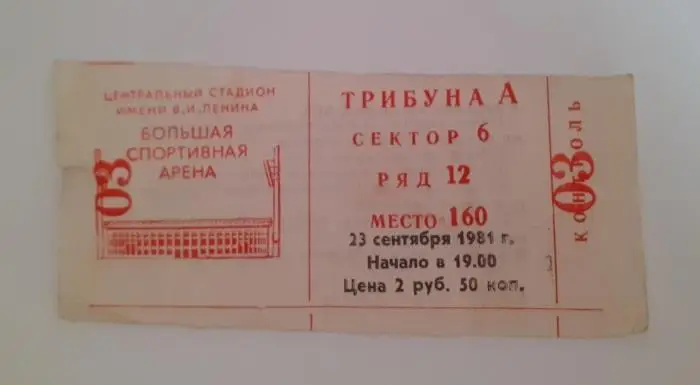 ЦЕНТРАЛЬНЫЙ СТАДИОН
ИМЕНИ В.И.ЛЕНИНА
БОЛЬШАЯ
СПОРТИВНАЯ
АРЕНА
03
ТРИБУНА А
СЕКТОР 6
РЯД 12
МЕСТО 160
23 сентября 1981 г.
Начало в 19.00
Цена 2 руб. 50 коп.
03
КОНТРОЛЬ